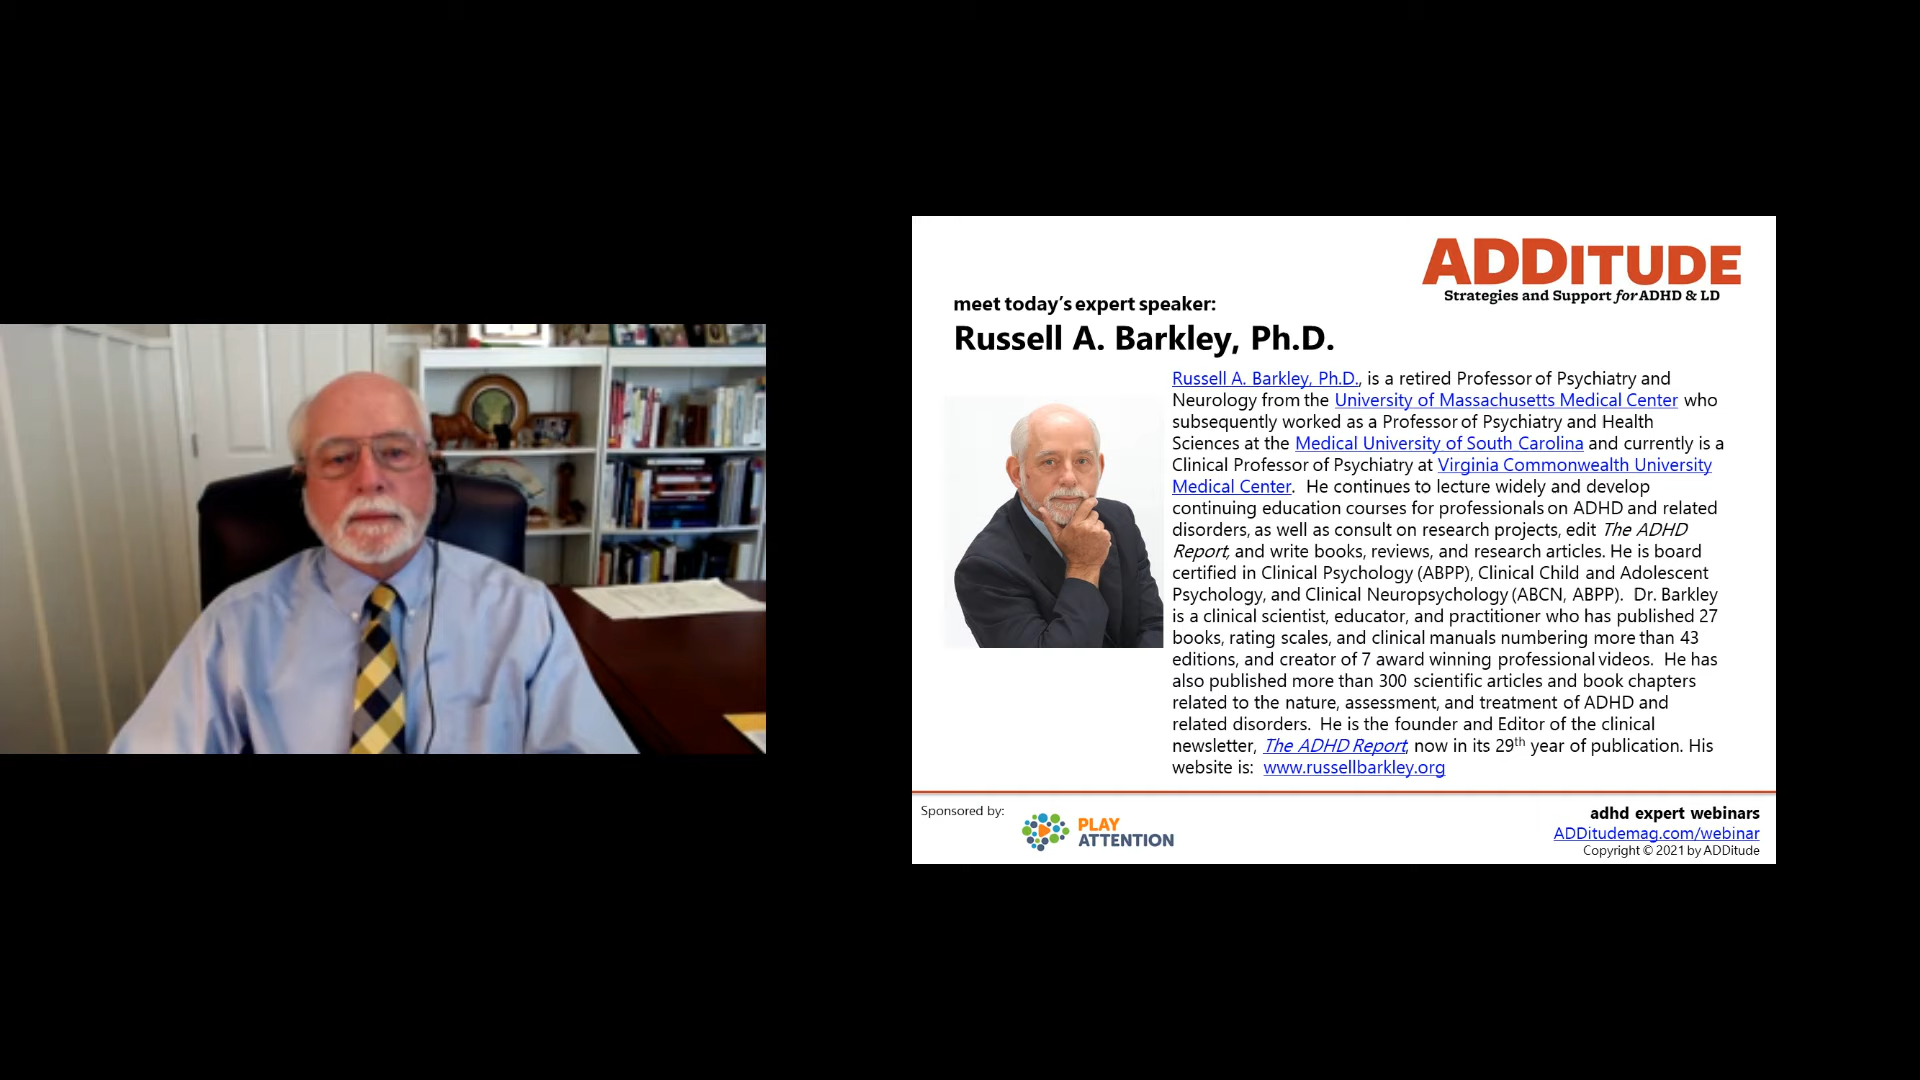 ADDITUDE
Strategies and Support for ADHD & LD
meet today's expert speaker:
Russell A. Barkley, Ph.D.
Russell A. Barkley, Ph.D., is a retired Professor of Psychiatry and
Neurology from the University of Massachusetts Medical Center who
subsequently worked as a Professor of Psychiatry and Health
Sciences at the Medical University of South Carolina and currently is a
Clinical Professor of Psychiatry at Virginia Commonwealth University
Medical Center. He continues to lecture widely and develop
continuing education courses for professionals on ADHD and related
disorders, as well as consult on research projects, edit The ADHD
Report, and write books, reviews, and research articles. He is board
certified in Clinical Psychology (ABPP), Clinical Child and Adolescent
Psychology, and Clinical Neuropsychology (ABCN, ABPP). Dr. Barkley
is a clinical scientist, educator, and practitioner who has published 27
books, rating scales, and clinical manuals numbering more than 43
editions, and creator of 7 award winning professional videos. He has
also published more than 300 scientific articles and book chapters
related to the nature, assessment, and treatment of ADHD and
related disorders. He is the founder and Editor of the clinical
newsletter, The ADHD Report, now in its 29th year of publication. His
website is: www.russellbarkley.org
Sponsored by:
PLAY
ATTENTION
adhd expert webinars
ADDitudemag.com/webinar
Copyright © 2021 by ADDitude